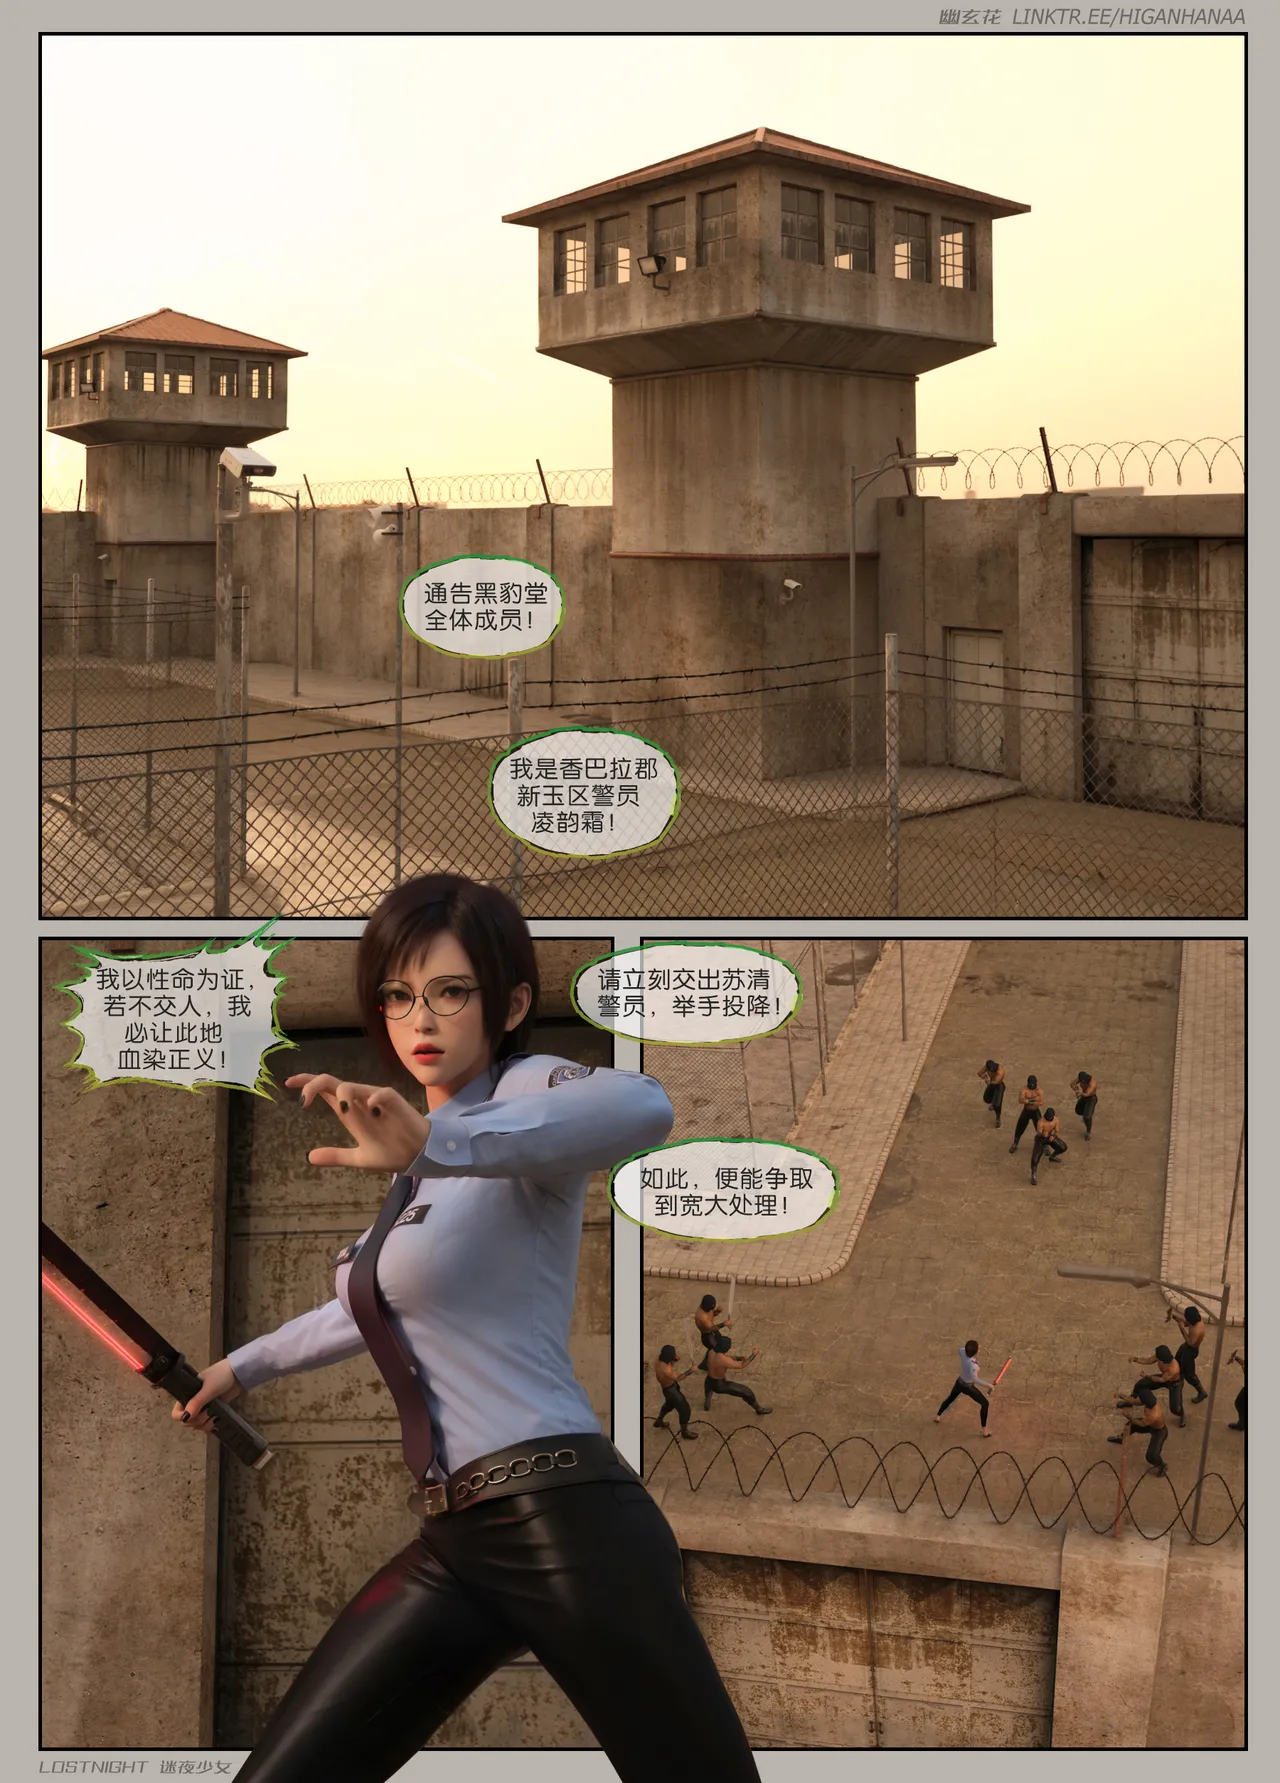 幽玄花 LINKTR.EE/HIGANHANAA
通告黑豹堂
全体成员！
我是香巴拉郡
新玉区警员
凌韵霜！
请立刻交出苏清
警员，举手投降！
如此，便能争取
到宽大处理！
我以性命为证，
若不交人，我
必让此地
血染正义！
LOSTNIGHT 迷夜少女